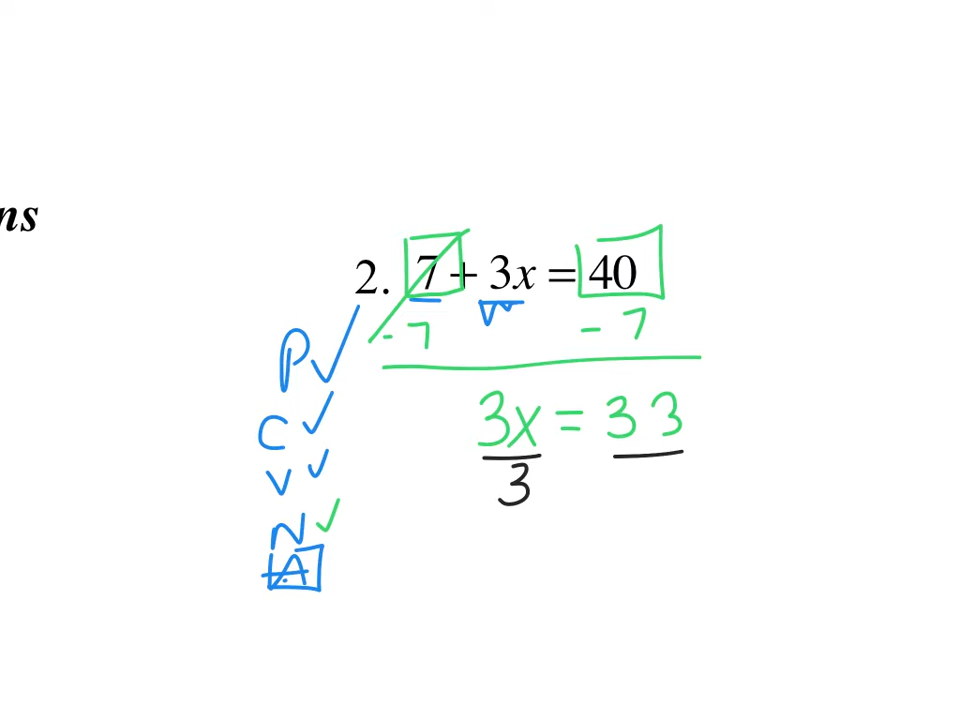 ns
2. 7 + 3x = 40
- 7 - 7
P ✓
C ✓
3x = 33
V ✓
3
N ✓
A